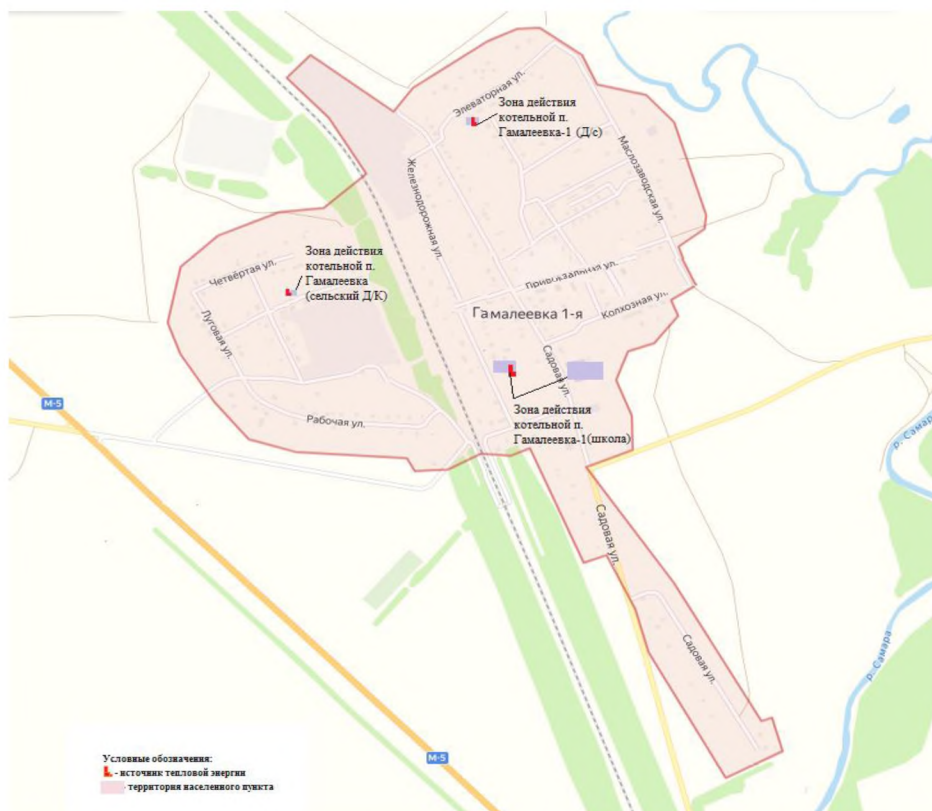 Элеваторная ул.
Зона действия
котельной п.
Гамалеевка-1 (Д/с)
Маслозаводская ул.
Железнодорожная ул.
Зона действия
котельной п.
Гамалеевка
(сельский Д/К)
Четвёртая ул.
Луговая ул.
Привокзальная ул.
Гамалеевка 1-я
Колхозная ул.
Садовая ул.
М-5
Рабочая ул.
Зона действия
котельной п.
Гамалеевка-1(школа)
р. Самара
Садовая ул.
Садовая ул.
р. Самара
М-5
Условные обозначения:
- источник тепловой энергии
- территория населенного пункта